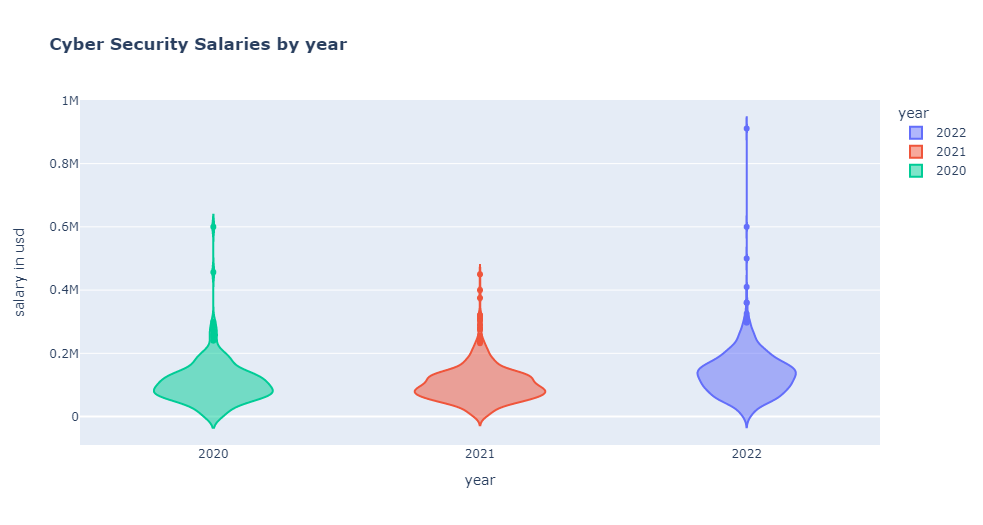 Cyber Security Salaries by year
1M
0.8M
0.6M
0.4M
0.2M
0
salary in usd
2020
2021
2022
year
year
2022
2021
2020